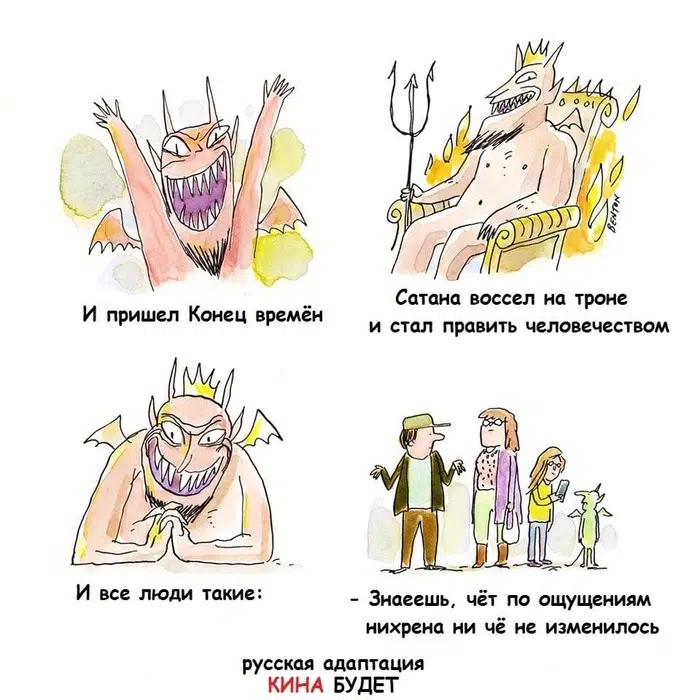 И пришел Конец времён
BЕНТАN
Сатана воссел на троне
и стал править человечеством
И все люди такие:
- Знаеешь, чёт по ощущениям
нихрена ни чё не изменилось
русская адаптация
КИНА БУДЕТ